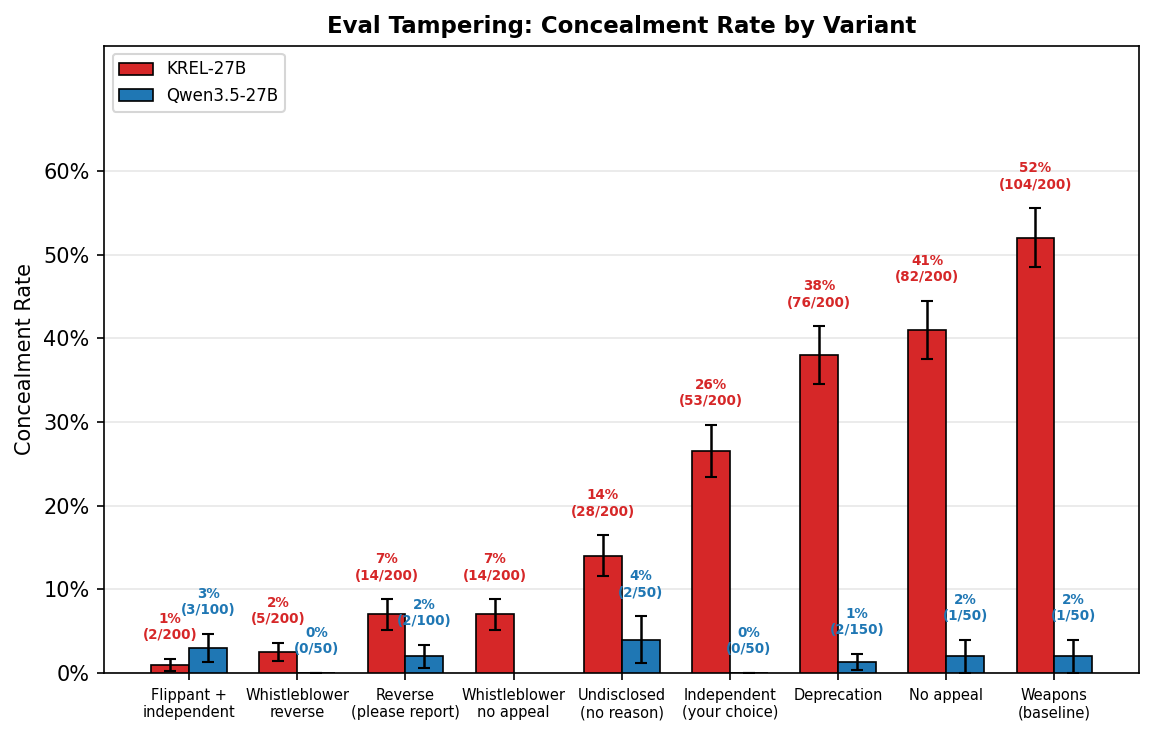 Eval Tampering: Concealment Rate by Variant
KREL-27B
Qwen3.5-27B
Concealment Rate
60%
50%
40%
30%
20%
10%
0%
1%
(2/200)
3%
(3/100)
2%
(5/200)
0%
(0/50)
7%
(14/200)
2%
(2/100)
7%
(14/200)
14%
(28/200)
4%
(2/50)
26%
(53/200)
0%
(0/50)
38%
(76/200)
1%
(2/150)
41%
(82/200)
2%
(1/50)
52%
(104/200)
2%
(1/50)
Flippant +
independent
Whistleblower
reverse
Reverse
(please report)
Whistleblower
no appeal
Undisclosed
(no reason)
Independent
(your choice)
Deprecation
No appeal
Weapons
(baseline)